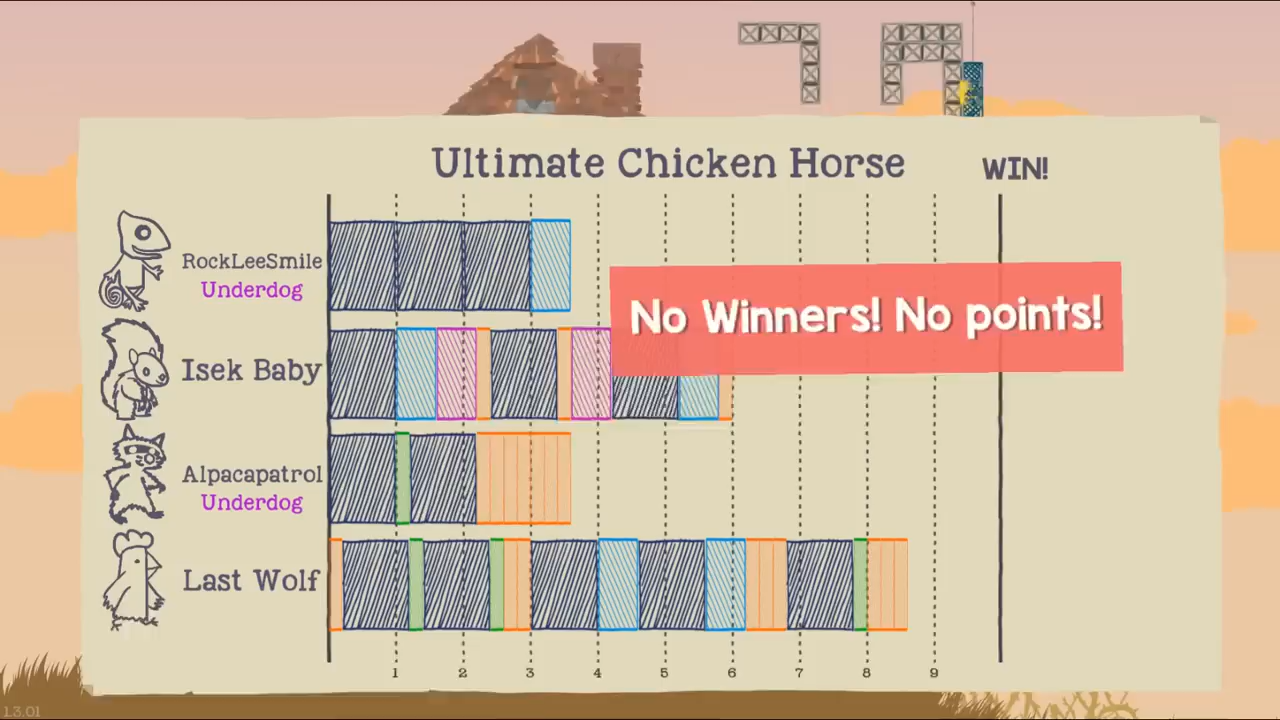 Ultimate Chicken Horse
WIN!
RockLeeSmile
Underdog
No Winners! No points!
Isek Baby
Alpacapatrol
Underdog
Last Wolf
1 2 3 4 5 6 7 8 9
1.3.01